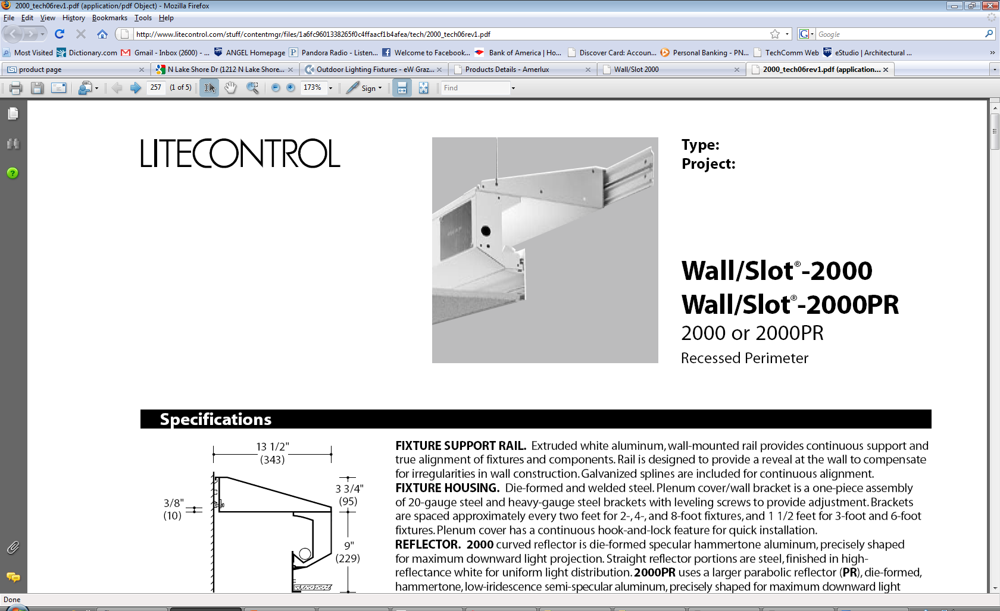 2000_tech06rev1.pdf (application/pdf Object) - Mozilla Firefox
File Edit View History Bookmarks Tools Help
http://www.litecontrol.com/stuff/contentmgr/files/1a6fc9601338265f0c4ffaacf1b4afea/tech/2000_tech06rev1.pdf
Google
Most Visited Dictionary.com Gmail - Inbox (2600) - ... ANGEL Homepage Pandora Radio - Listen... Welcome to Facebook... Bank of America | Ho... Discover Card: Accoun... Personal Banking - PN... TechComm Web eStudio | Architectural ...
product page N Lake Shore Dr (1212 N Lake Shore... Outdoor Lighting Fixtures - eW Graz... Products Details - Amerlux Wall/Slot 2000 2000_tech06rev1.pdf (application...
257 (1 of 5) 173% Sign Find
LITECONTROL
Type:
Project:
Wall/Slot®-2000
Wall/Slot®-2000PR
2000 or 2000PR
Recessed Perimeter
Specifications
13 1/2"
(343)
3 3/4"
(95)
3/8"
(10)
9"
(229)
FIXTURE SUPPORT RAIL. Extruded white aluminum, wall-mounted rail provides continuous support and
true alignment of fixtures and components. Rail is designed to provide a reveal at the wall to compensate
for irregularities in wall construction. Galvanized splines are included for continuous alignment.
FIXTURE HOUSING. Die-formed and welded steel. Plenum cover/wall bracket is a one-piece assembly
of 20-gauge steel and heavy-gauge steel brackets with leveling screws to provide adjustment. Brackets
are spaced approximately every two feet for 2-, 4-, and 8-foot fixtures, and 1 1/2 feet for 3-foot and 6-foot
fixtures. Plenum cover has a continuous hook-and-lock feature for quick installation.
REFLECTOR. 2000 curved reflector is die-formed specular hammertone aluminum, precisely shaped
for maximum downward light projection. Straight reflector portions are steel, finished in high-
reflectance white for uniform light distribution. 2000PR uses a larger parabolic reflector (PR), die-formed,
hammertone, low-iridescence semi-specular aluminum, precisely shaped for maximum downward light
Done